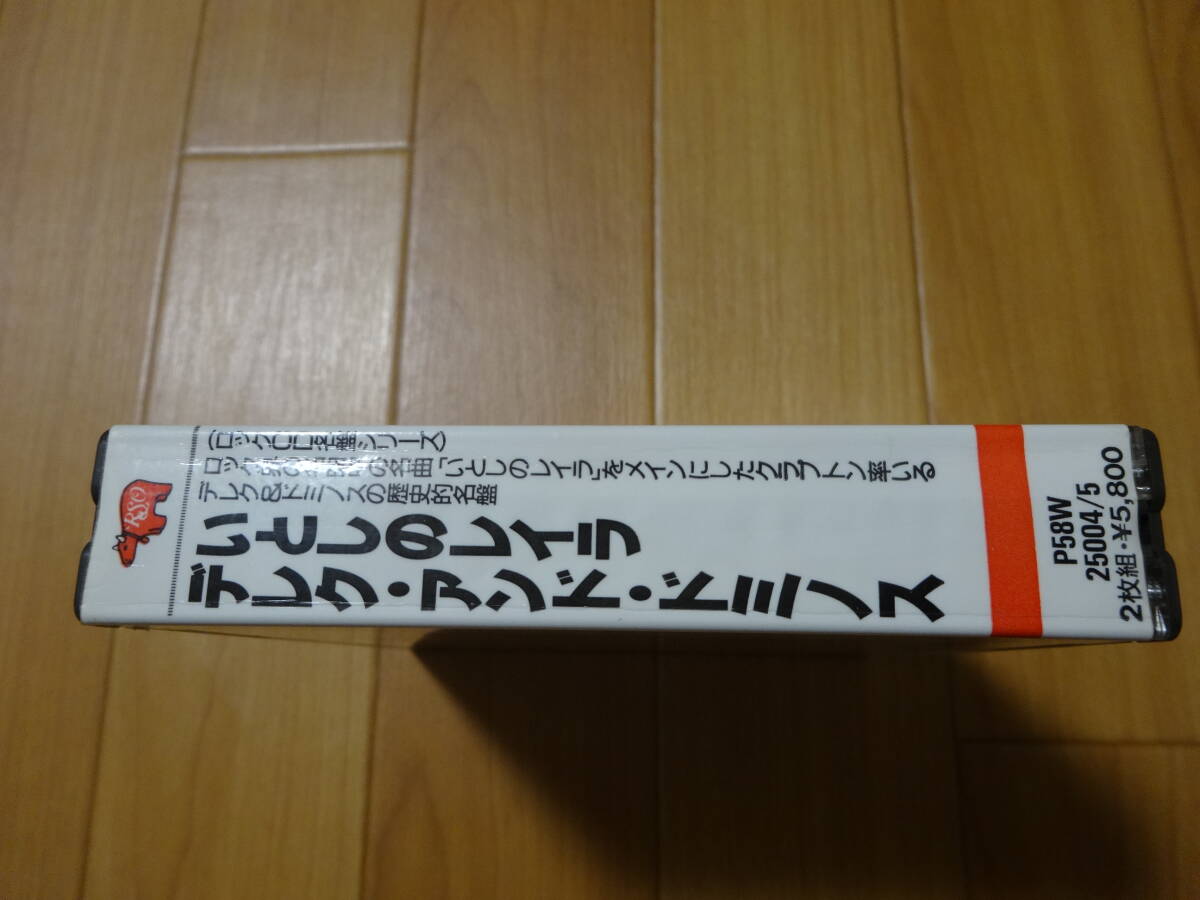 RSO
(ロックCD名盤シリーズ)
ロック史の名曲「いとしのレイラ」をメインにしたクラプトン率いる
デレク&ドミノスの歴史的名盤
いとしのレイラ
デレク・アンド・ドミノス
P58W
25004/5
2枚組・¥5,800